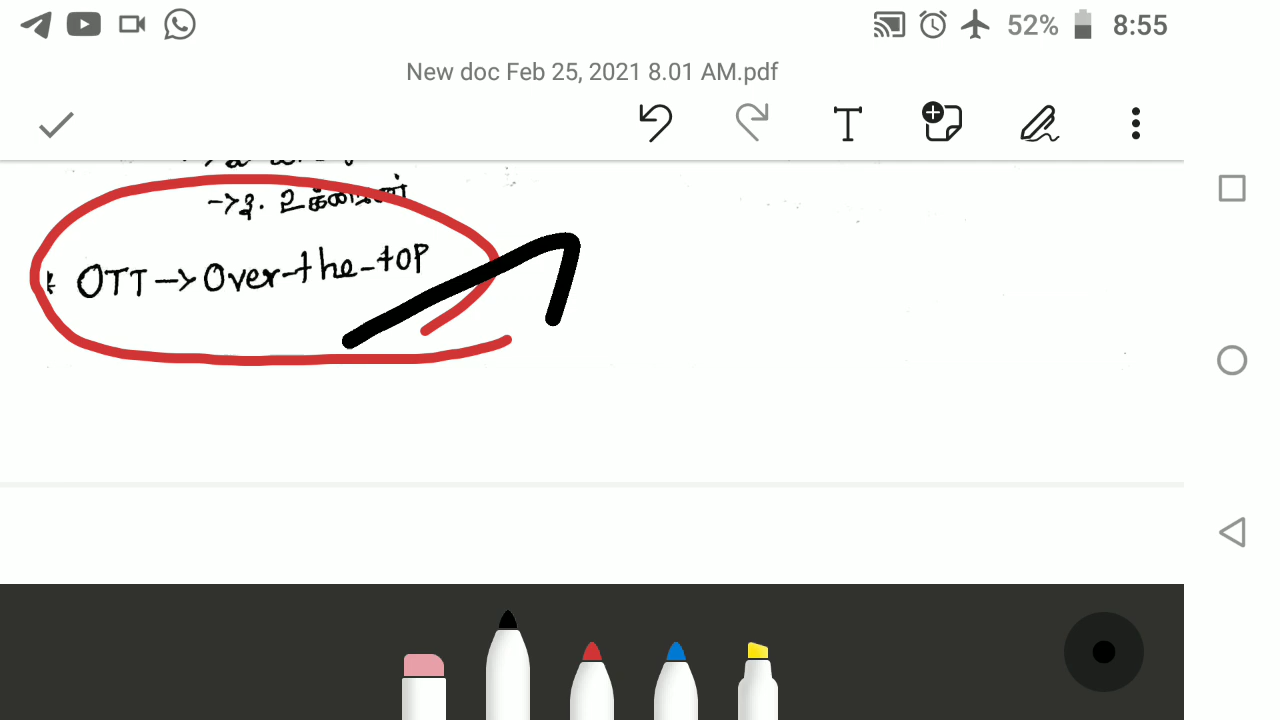 52% 8:55
New doc Feb 25, 2021 8.01 AM.pdf
T
* OTT → Over-the-top